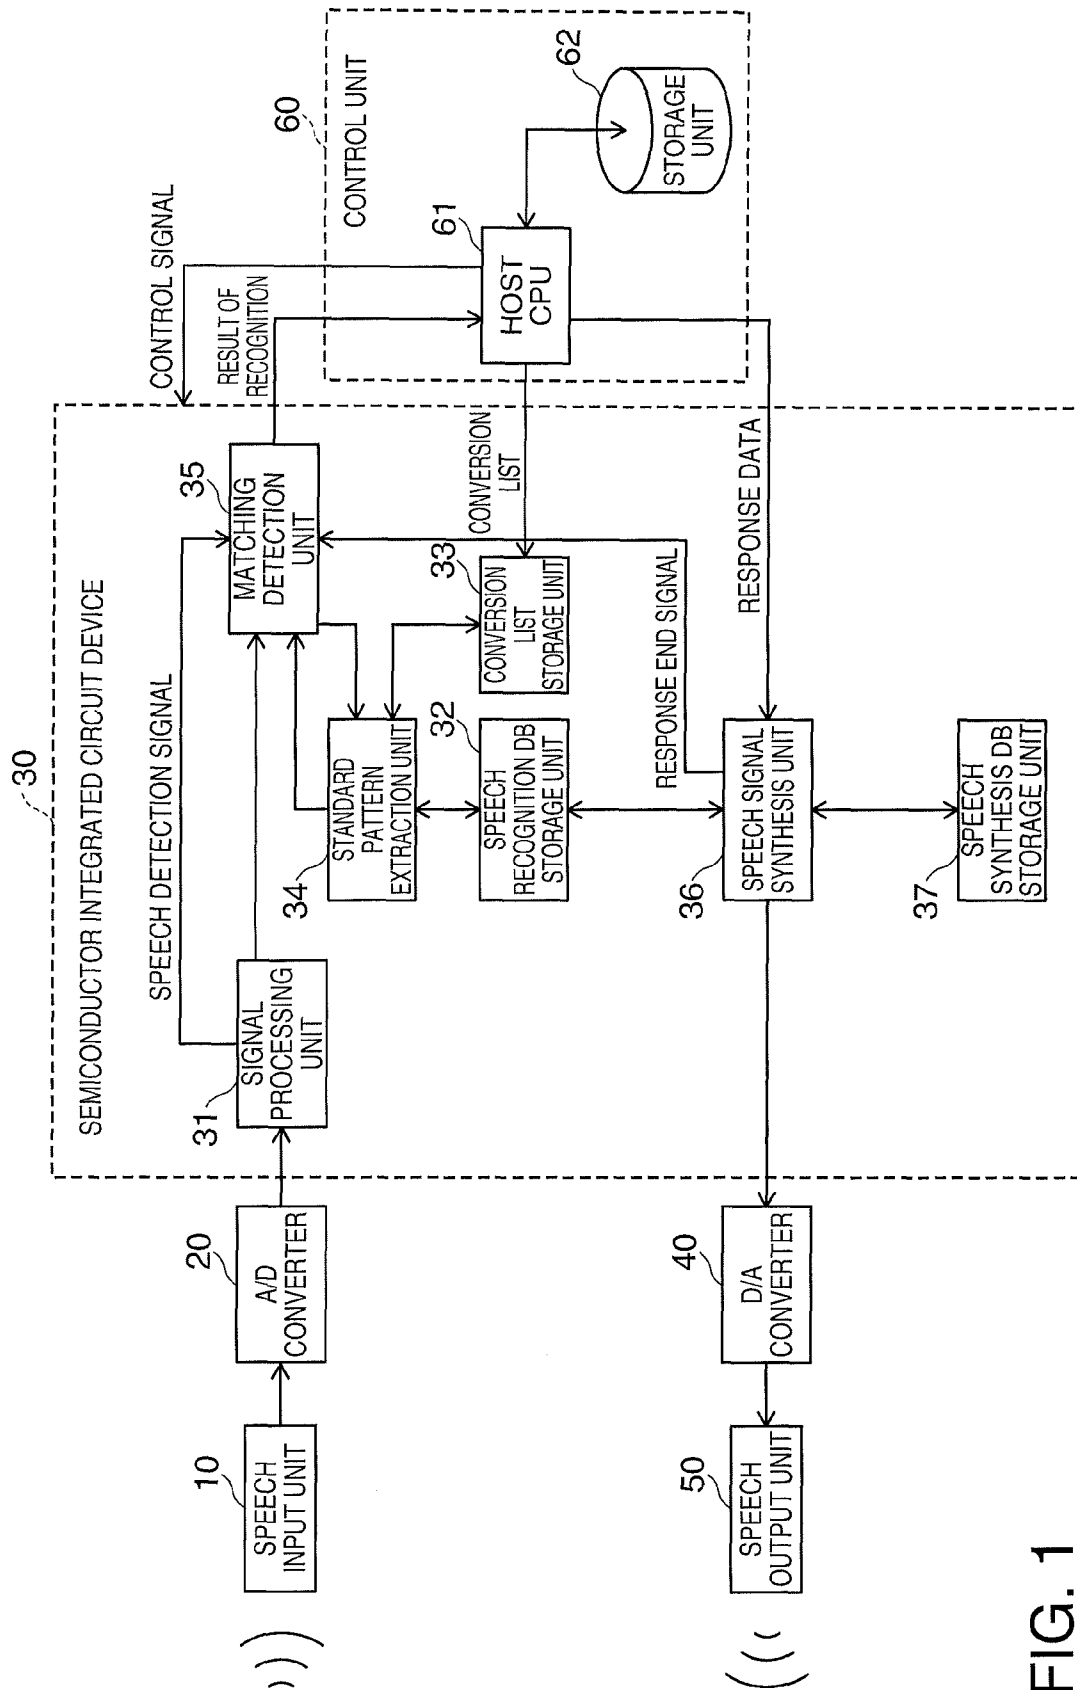 30
SEMICONDUCTOR INTEGRATED CIRCUIT DEVICE
CONTROL SIGNAL
SPEECH DETECTION SIGNAL
RESULT OF
RECOGNITION
60
CONTROL UNIT
10
SPEECH
INPUT UNIT
20
A/D
CONVERTER
31
SIGNAL
PROCESSING
UNIT
35
MATCHING
DETECTION
UNIT
34
STANDARD
PATTERN
EXTRACTION UNIT
32
SPEECH
RECOGNITION DB
STORAGE UNIT
33
CONVERSION
LIST
STORAGE UNIT
CONVERSION
LIST
61
HOST
CPU
62
STORAGE
UNIT
RESPONSE END SIGNAL
RESPONSE DATA
50
SPEECH
OUTPUT UNIT
40
D/A
CONVERTER
36
SPEECH SIGNAL
SYNTHESIS UNIT
37
SPEECH
SYNTHESIS DB
STORAGE UNIT
FIG. 1